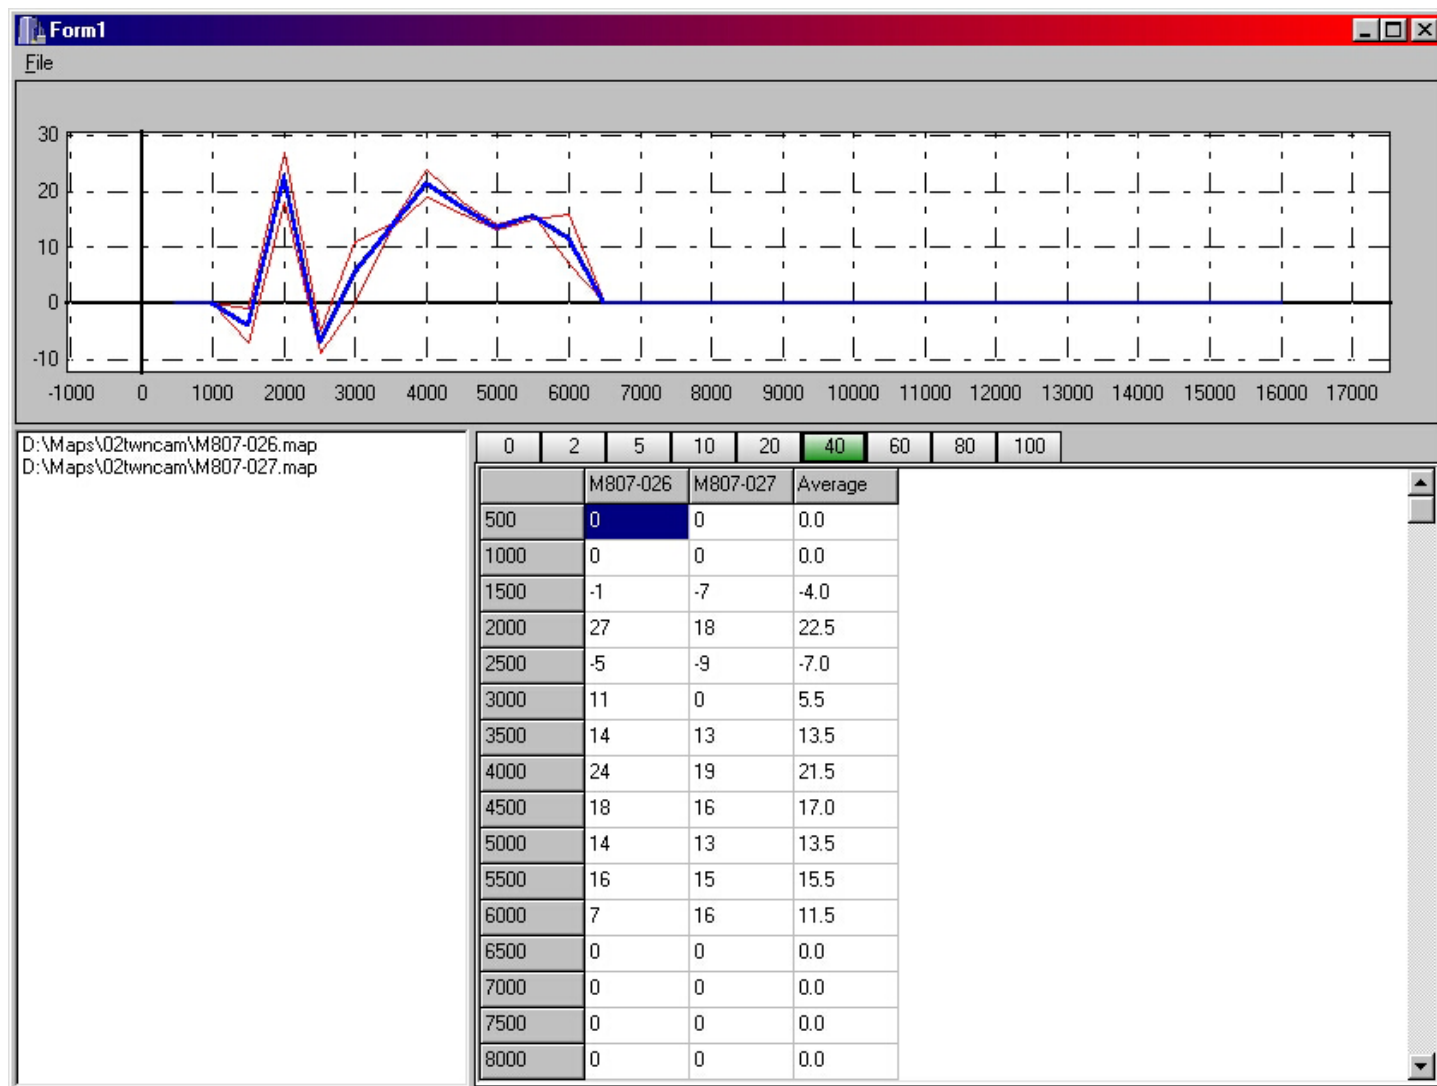 Form1
File
30
20
10
0
-10
-1000 0 1000 2000 3000 4000 5000 6000 7000 8000 9000 10000 11000 12000 13000 14000 15000 16000 17000
D:\Maps\02twncam\M807-026.map
D:\Maps\02twncam\M807-027.map
0 2 5 10 20 40 60 80 100
M807-026 M807-027 Average
500 0 0 0.0
1000 0 0 0.0
1500 -1 -7 -4.0
2000 27 18 22.5
2500 -5 -9 -7.0
3000 11 0 5.5
3500 14 13 13.5
4000 24 19 21.5
4500 18 16 17.0
5000 14 13 13.5
5500 16 15 15.5
6000 7 16 11.5
6500 0 0 0.0
7000 0 0 0.0
7500 0 0 0.0
8000 0 0 0.0